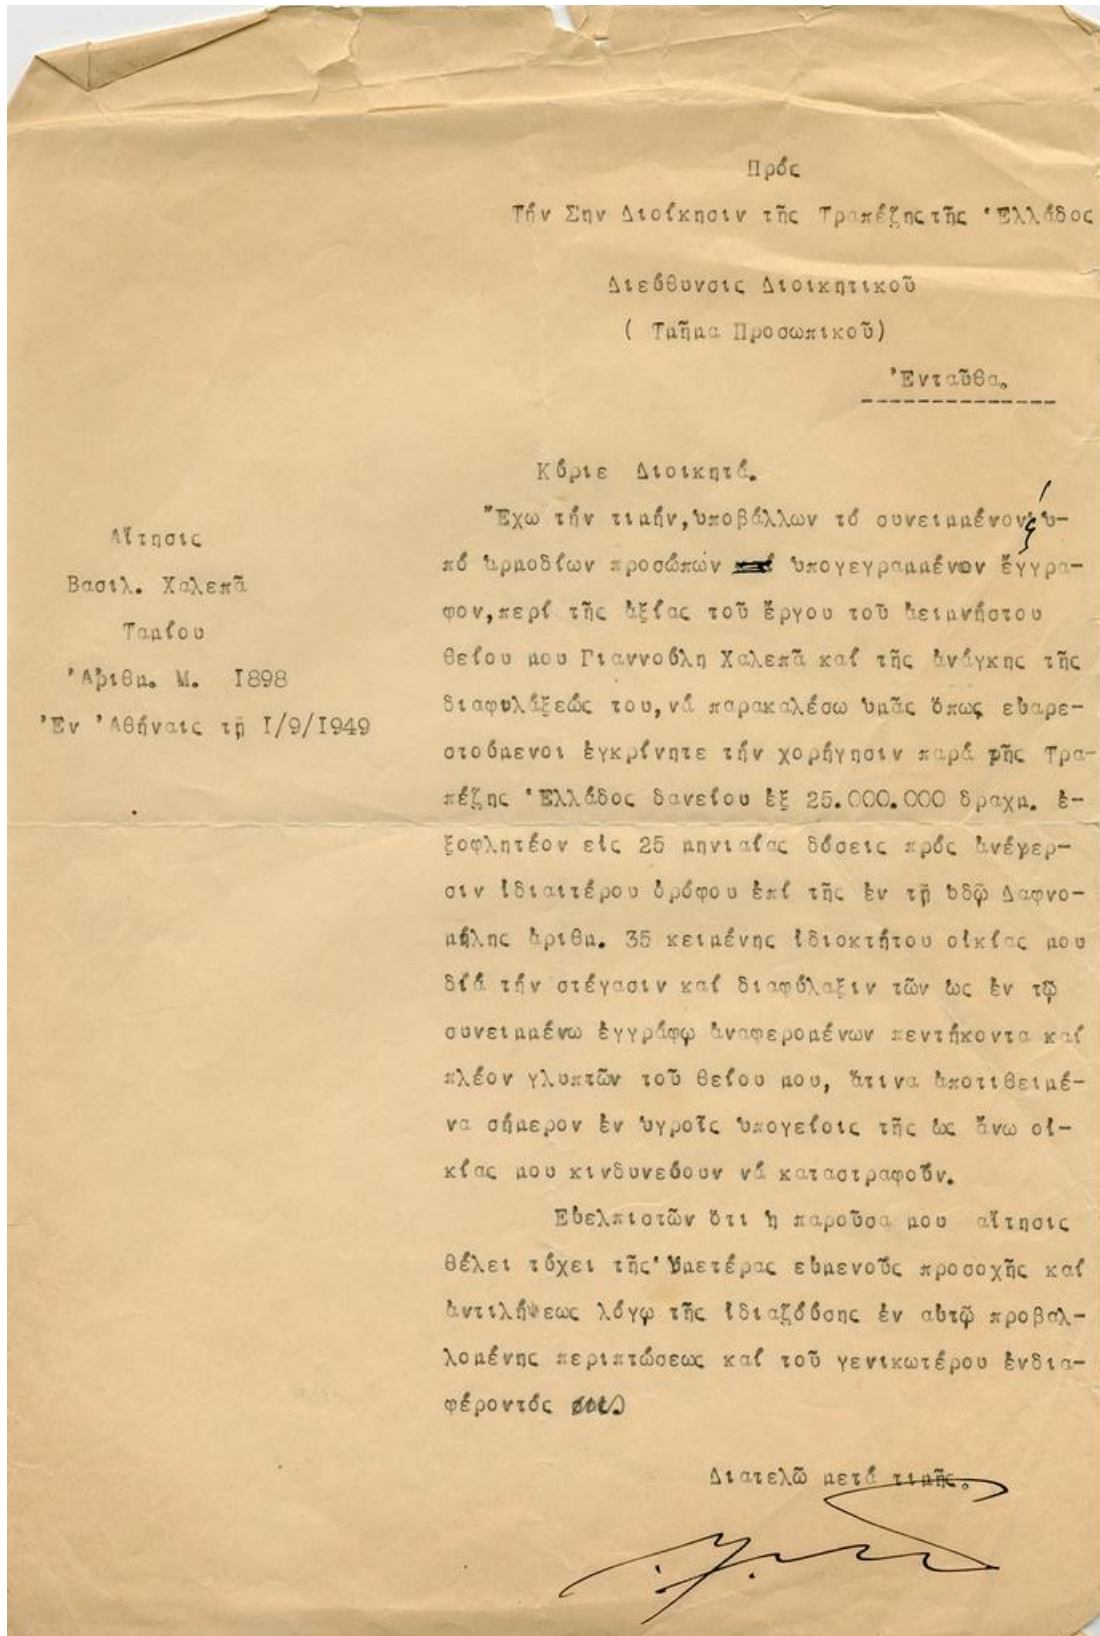 Πρός
Τήν Σην Διοίκησιν τῆς Τραπέζης τῆς Ἑλλάδος
Διεύθυνσις Διοικητικοῦ
( Τμῆμα Προσωπικοῦ)
Ἐνταῦθα.
Αἴτησις
Βασιλ. Χαλεπᾶ
Ταμίου
Ἀριθμ. Μ. 1898
Ἐν Ἀθήναις τῇ 1/9/1949
Κύριε Διοικητά.
Ἔχω τήν τιμήν, ὑποβάλλων τό συνειμμένον, ὑ-
πό ἁρμοδίων προσώπων ὑπογεγραμμένον ἔγγρα-
φον, περί τῆς ἀξίας τοῦ ἔργου τοῦ ἀειμνήστου
θείου μου Γιαννούλη Χαλεπᾶ καί τῆς ἀνάγκης τῆς
διαφυλάξεώς του, νά παρακαλέσω ὑμᾶς ὅπως εὐαρε-
στούμενοι ἐγκρίνητε τήν χορήγησιν παρά τῆς Τρα-
πέζης Ἑλλάδος δανείου ἐξ 25.000.000 δραχμ. ἐ-
ξοφλητέον εἰς 25 μηνιαίας δόσεις πρός ἀνέγερ-
σιν ἰδιαιτέρου ὀρόφου ἐπί τῆς ἐν τῇ ὁδῷ Δαφνο-
μήλης ἀριθμ. 35 κειμένης ἰδιοκτήτου οἰκίας μου
διά τήν στέγασιν καί διαφύλαξιν τῶν ὡς ἐν τῷ
συνειμμένω ἐγγράφῳ ἀναφερομένων πεντήκοντα καί
πλέον γλυπτῶν τοῦ θείου μου, ἅτινα ἀποτιθειμέ-
να σήμερον ἐν ὑγροῖς ὑπογείοις τῆς ὡς ἄνω οἰ-
κίας μου κινδυνεύουν νά καταστραφοῦν.
Εὐελπιστῶν ὅτι ἡ παροῦσα μου αἴτησις
θέλει τύχει τῆς Ὑμετέρας εὐμενοῦς προσοχῆς καί
ἀντιλήψεως λόγῳ τῆς ἰδιαζούσης ἐν αὐτῷ προβαλ-
λομένης περιπτώσεως καί τοῦ γενικωτέρου ἐνδια-
φέροντός
Διατελῶ μετά τιμῆς.